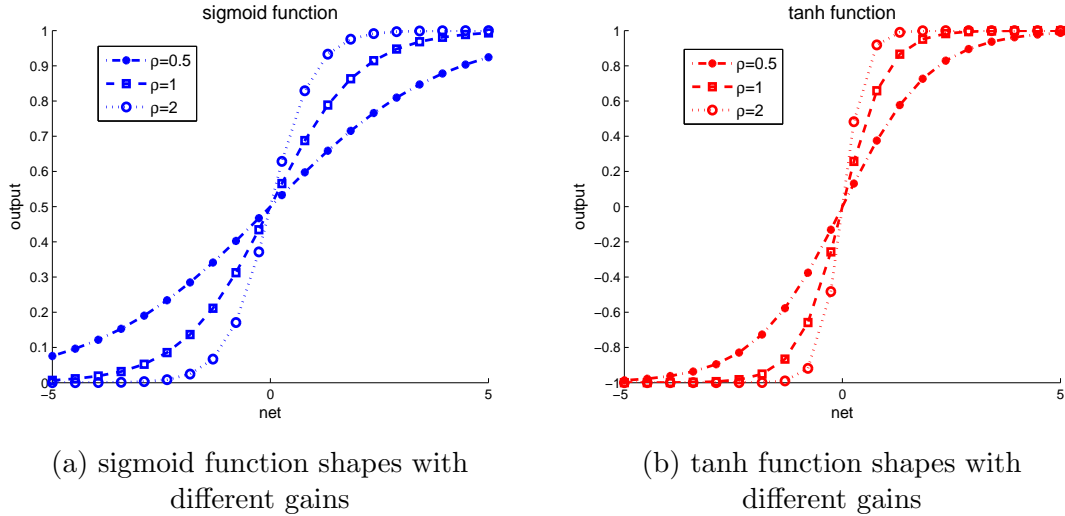 sigmoid function
1
0.9
0.8
0.7
0.6
0.5
0.4
0.3
0.2
0.1
0
output
ρ=0.5
ρ=1
ρ=2
−5
0
5
net
(a) sigmoid function shapes with
different gains
tanh function
1
0.8
0.6
0.4
0.2
0
−0.2
−0.4
−0.6
−0.8
−1
output
ρ=0.5
ρ=1
ρ=2
−5
0
5
net
(b) tanh function shapes with
different gains